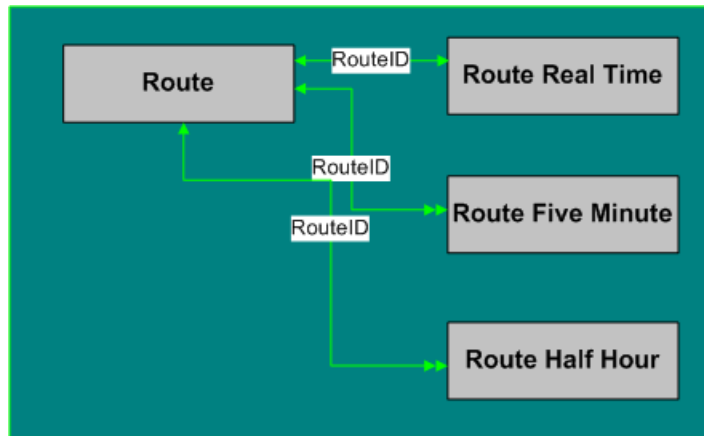 Route
RouteID
Route Real Time
RouteID
Route Five Minute
RouteID
Route Half Hour